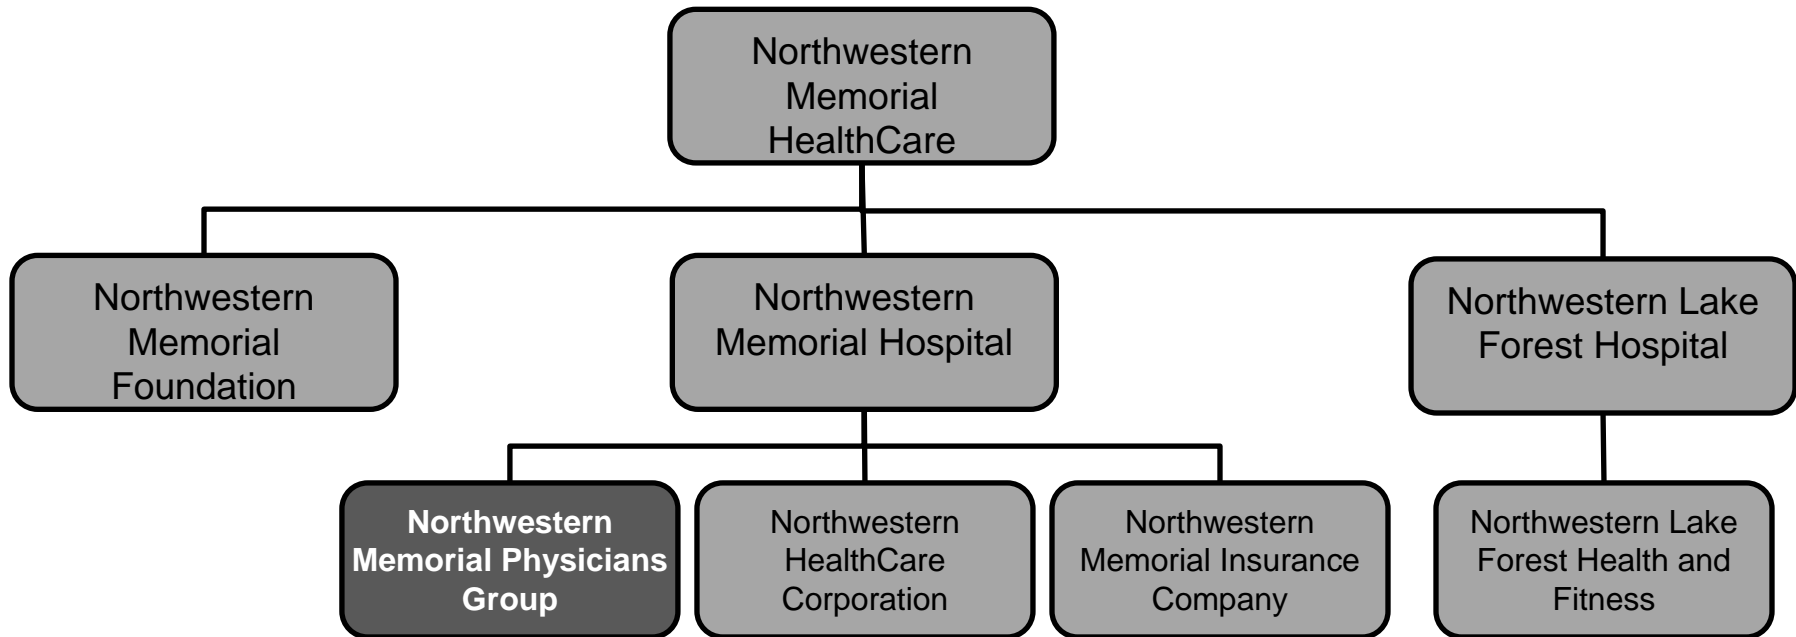 Northwestern
Memorial
HealthCare
Northwestern
Memorial
Foundation
Northwestern
Memorial Hospital
Northwestern Lake
Forest Hospital
Northwestern
Memorial Physicians
Group
Northwestern
HealthCare
Corporation
Northwestern
Memorial Insurance
Company
Northwestern Lake
Forest Health and
Fitness